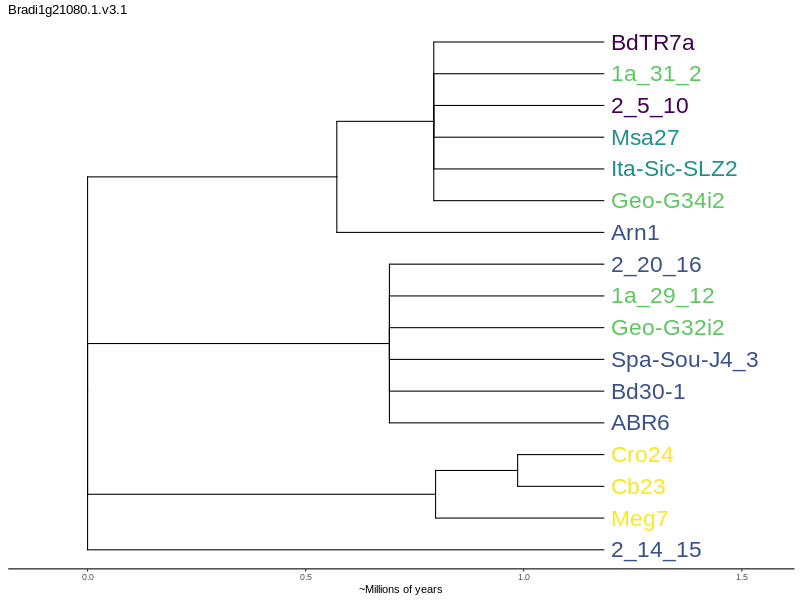 Bradi1g21080.1.v3.1
BdTR7a
1a_31_2
2_5_10
Msa27
Ita-Sic-SLZ2
Geo-G34i2
Arn1
2_20_16
1a_29_12
Geo-G32i2
Spa-Sou-J4_3
Bd30-1
ABR6
Cro24
Cb23
Meg7
2_14_15
0.0 0.5 1.0 1.5
~Millions of years